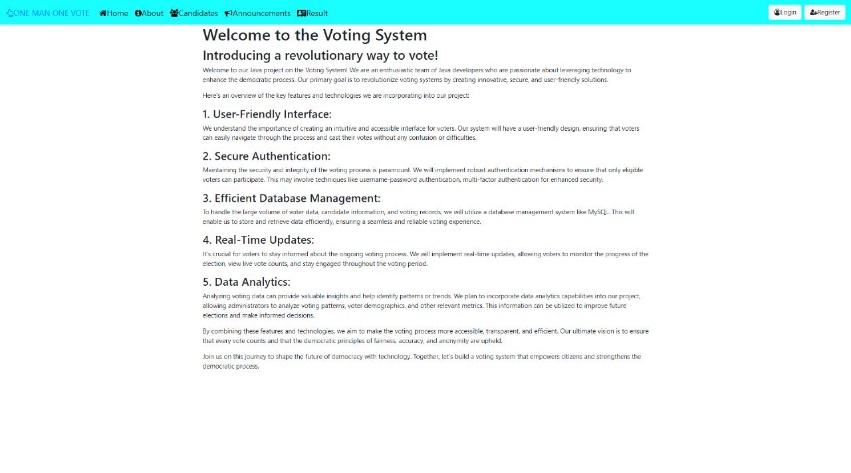 ONE MAN ONE VOTE Home About Candidates Announcements Result Login Register
Welcome to the Voting System
Introducing a revolutionary way to vote!
Welcome to our Java project on the Voting System! We are an enthusiastic team of Java developers who are passionate about leveraging technology to
enhance the democratic process. Our primary goal is to revolutionize voting systems by creating innovative, secure, and user-friendly solutions.
Here's an overview of the key features and technologies we are incorporating into our project:
1. User-Friendly Interface:
We understand the importance of creating an intuitive and accessible interface for voters. Our system will have a user-friendly design, ensuring that voters
can easily navigate through the process and cast their votes without any confusion or difficulties.
2. Secure Authentication:
Maintaining the security and integrity of the voting process is paramount. We will implement robust authentication mechanisms to ensure that only eligible
voters can participate. This may involve techniques like username-password authentication, multi-factor authentication for enhanced security.
3. Efficient Database Management:
To handle the large volume of voter data, candidate information, and voting records, we will utilize a database management system like MySQL. This will
enable us to store and retrieve data efficiently, ensuring a seamless and reliable voting experience.
4. Real-Time Updates:
It's crucial for voters to stay informed about the ongoing voting process. We will implement real-time updates, allowing voters to monitor the progress of the
election, view live vote counts, and stay engaged throughout the voting period.
5. Data Analytics:
Analyzing voting data can provide valuable insights and help identify patterns or trends. We plan to incorporate data analytics capabilities into our project,
allowing administrators to analyze voting patterns, voter demographics, and other relevant metrics. This information can be utilized to improve future
elections and make informed decisions.
By combining these features and technologies, we aim to make the voting process more accessible, transparent, and efficient. Our ultimate vision is to ensure
that every vote counts and that the democratic principles of fairness, accuracy, and anonymity are upheld.
Join us on this journey to shape the future of democracy with technology. Together, let's build a voting system that empowers citizens and strengthens the
democratic process.